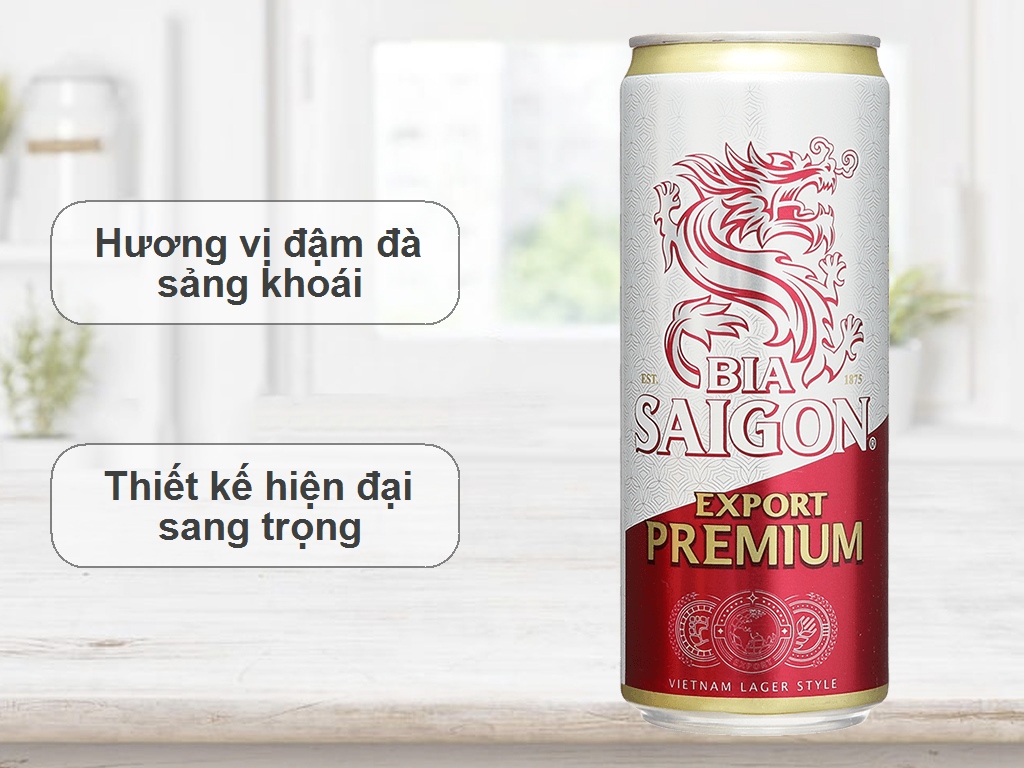 Hương vị đậm đà
sảng khoái
Thiết kế hiện đại
sang trọng
BIA
EST. 1875
SAIGON®
EXPORT
PREMIUM
VIETNAM LAGER STYLE